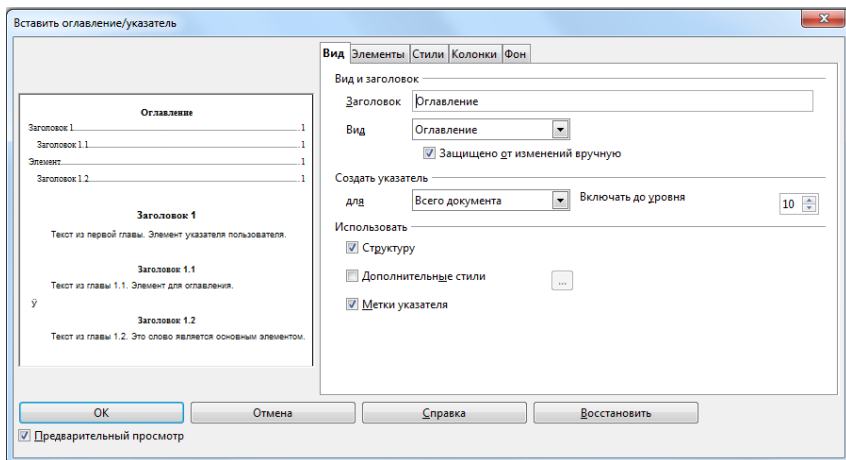 Вставить оглавление/указатель
Вид Элементы Стили Колонки Фон
Оглавление
Заголовок 1 1
Заголовок 1.1 1
Элемент 1
Заголовок 1.2 1
Заголовок 1
Текст из первой главы. Элемент указателя пользователя.
Заголовок 1.1
Текст из главы 1.1. Элемент для оглавления.
ÿ
Заголовок 1.2
Текст из главы 1.2. Это слово является основным элементом.
Вид и заголовок
Заголовок Оглавление
Вид Оглавление
Защищено от изменений вручную
Создать указатель
для Всего документа Включать до уровня 10
Использовать
Структуру
Дополнительные стили ...
Метки указателя
ОК Отмена Справка Восстановить
Предварительный просмотр